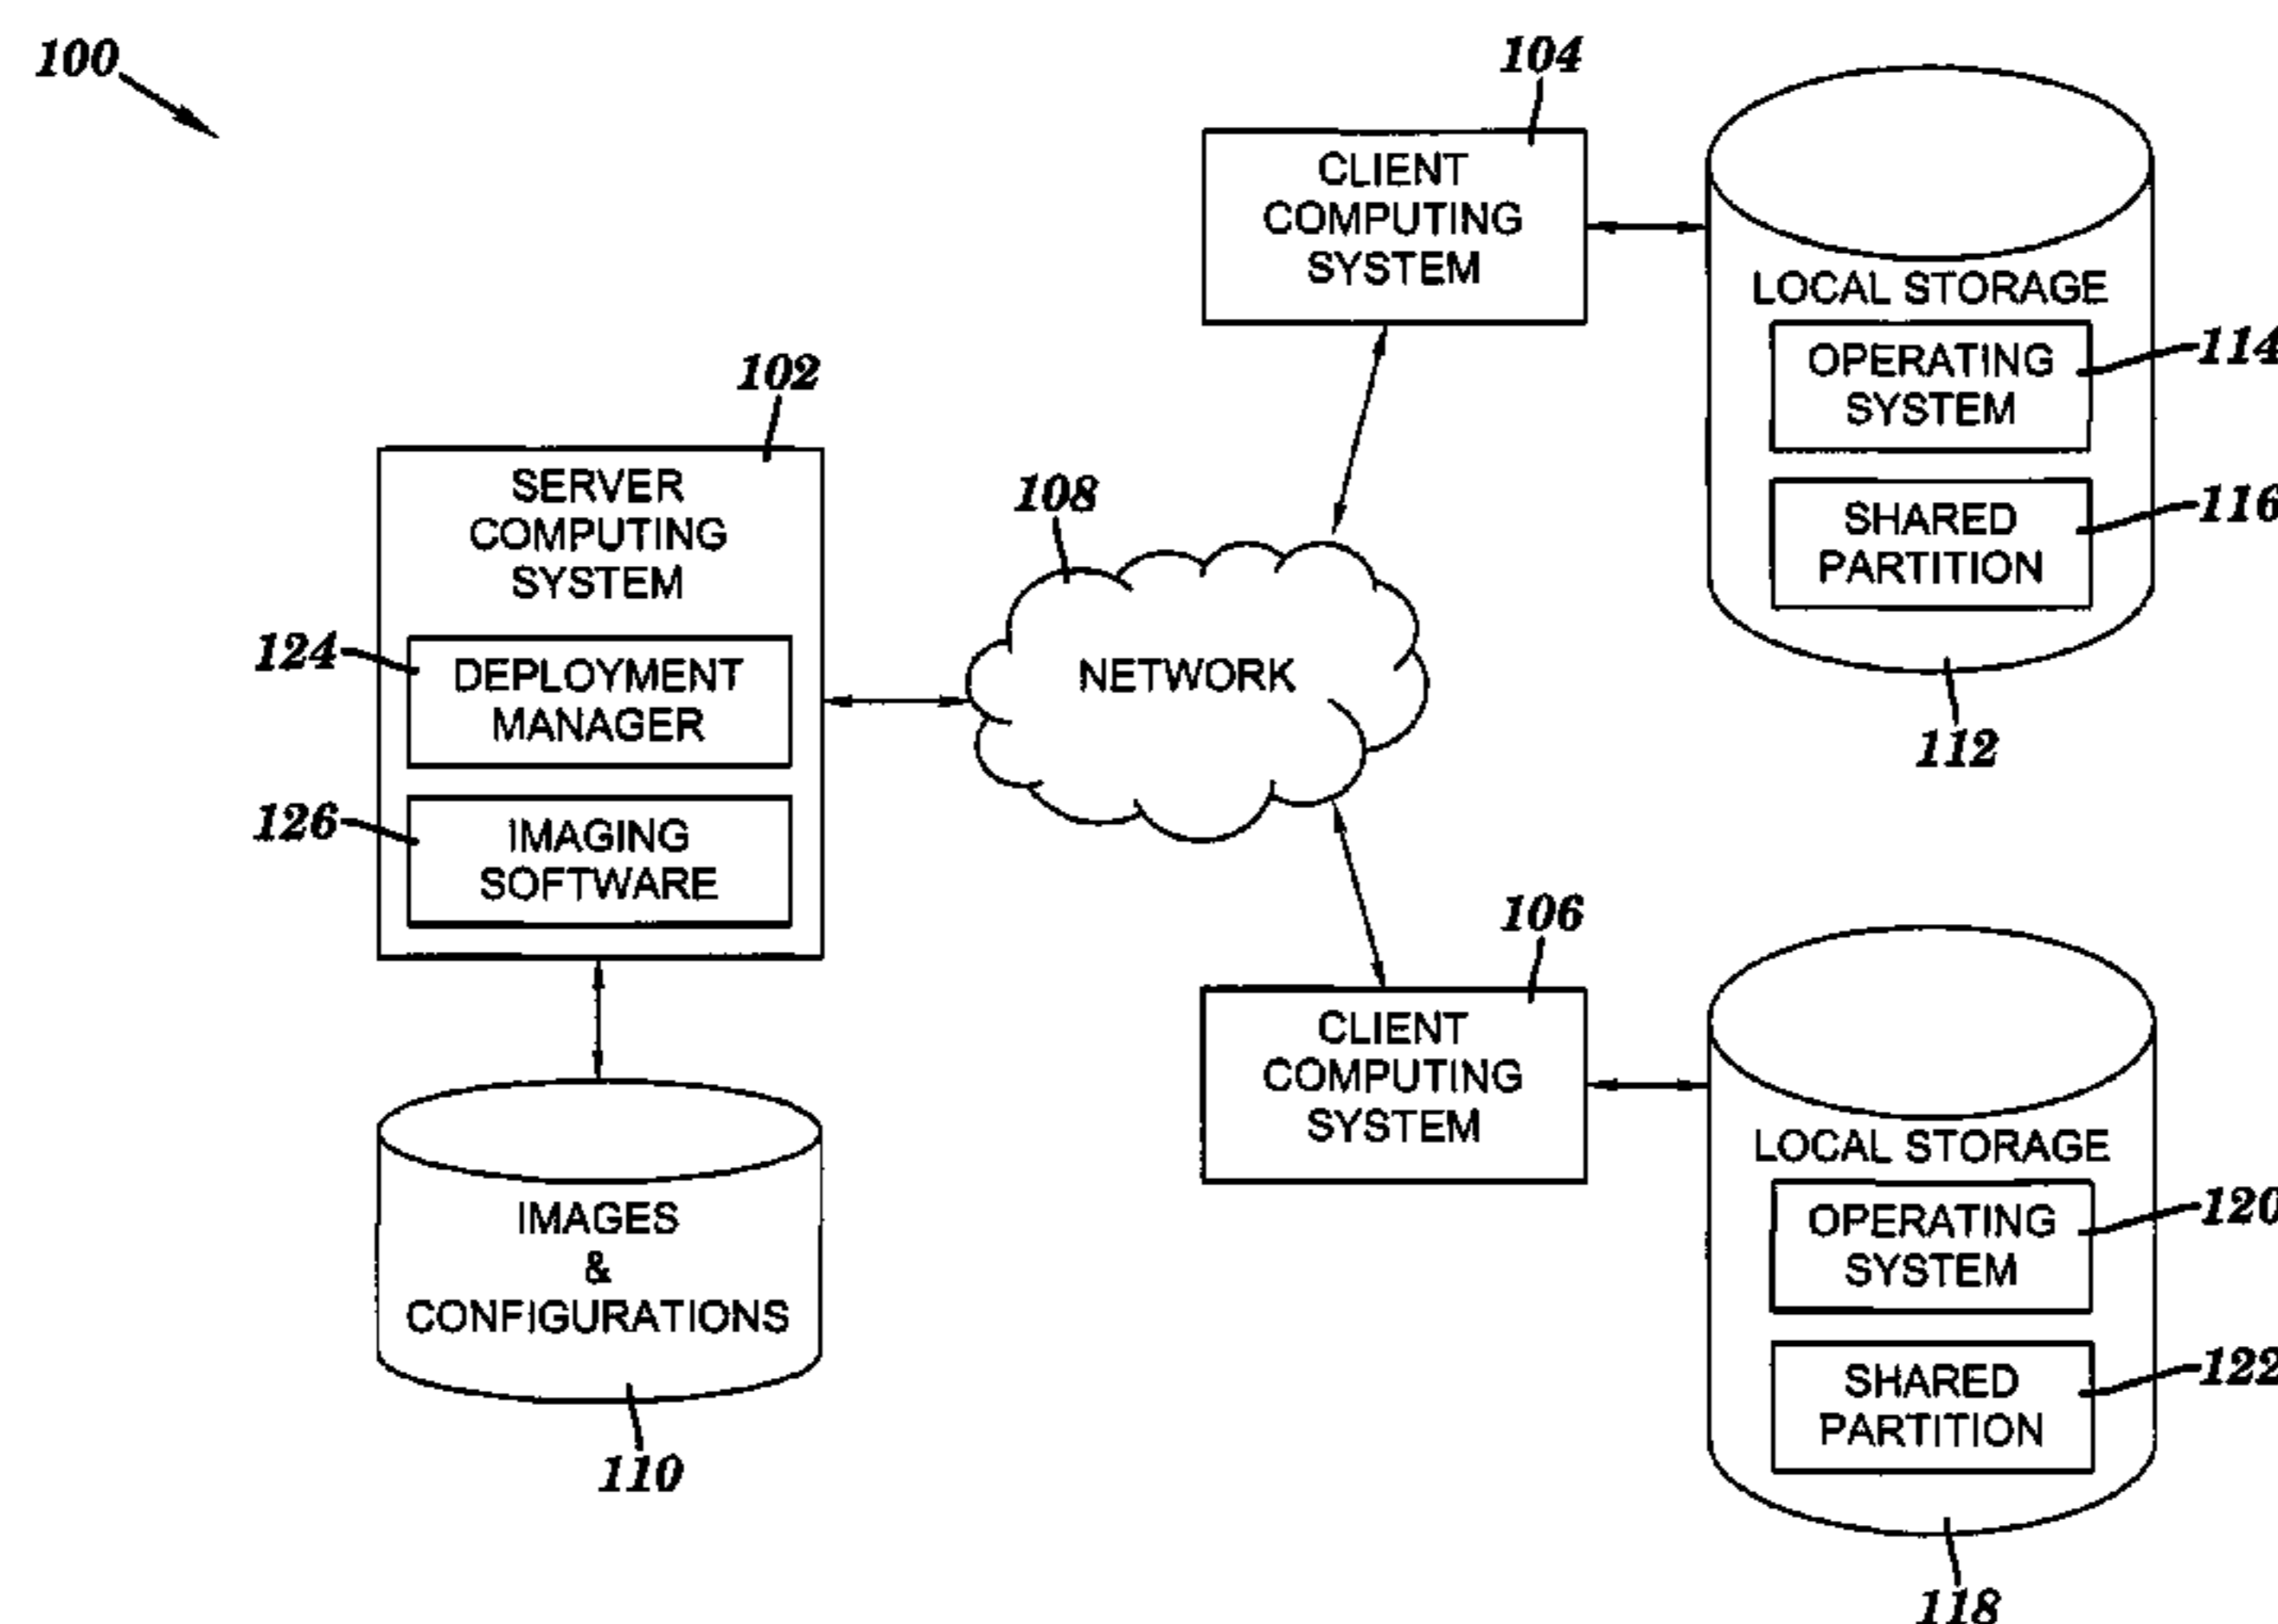 100
104
CLIENT
COMPUTING
SYSTEM
LOCAL STORAGE
OPERATING
SYSTEM
114
SHARED
PARTITION
116
112
102
SERVER
COMPUTING
SYSTEM
124
DEPLOYMENT
MANAGER
126
IMAGING
SOFTWARE
108
NETWORK
106
CLIENT
COMPUTING
SYSTEM
LOCAL STORAGE
OPERATING
SYSTEM
120
SHARED
PARTITION
122
118
IMAGES
&
CONFIGURATIONS
110